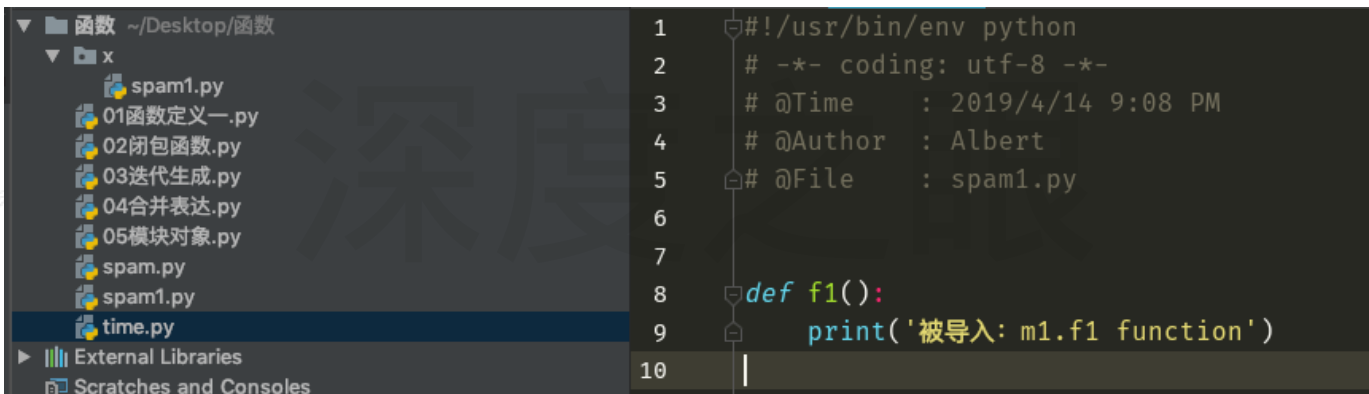 函数 ~/Desktop/函数
x
spam1.py
01函数定义一.py
02闭包函数.py
03迭代生成.py
04合并表达.py
05模块对象.py
spam.py
spam1.py
time.py
External Libraries
Scratches and Consoles
1 #!/usr/bin/env python
2 # -*- coding: utf-8 -*-
3 # @Time : 2019/4/14 9:08 PM
4 # @Author : Albert
5 # @File : spam1.py
6
7
8 def f1():
9 print('被导入: m1.f1 function')
10
深度之眼